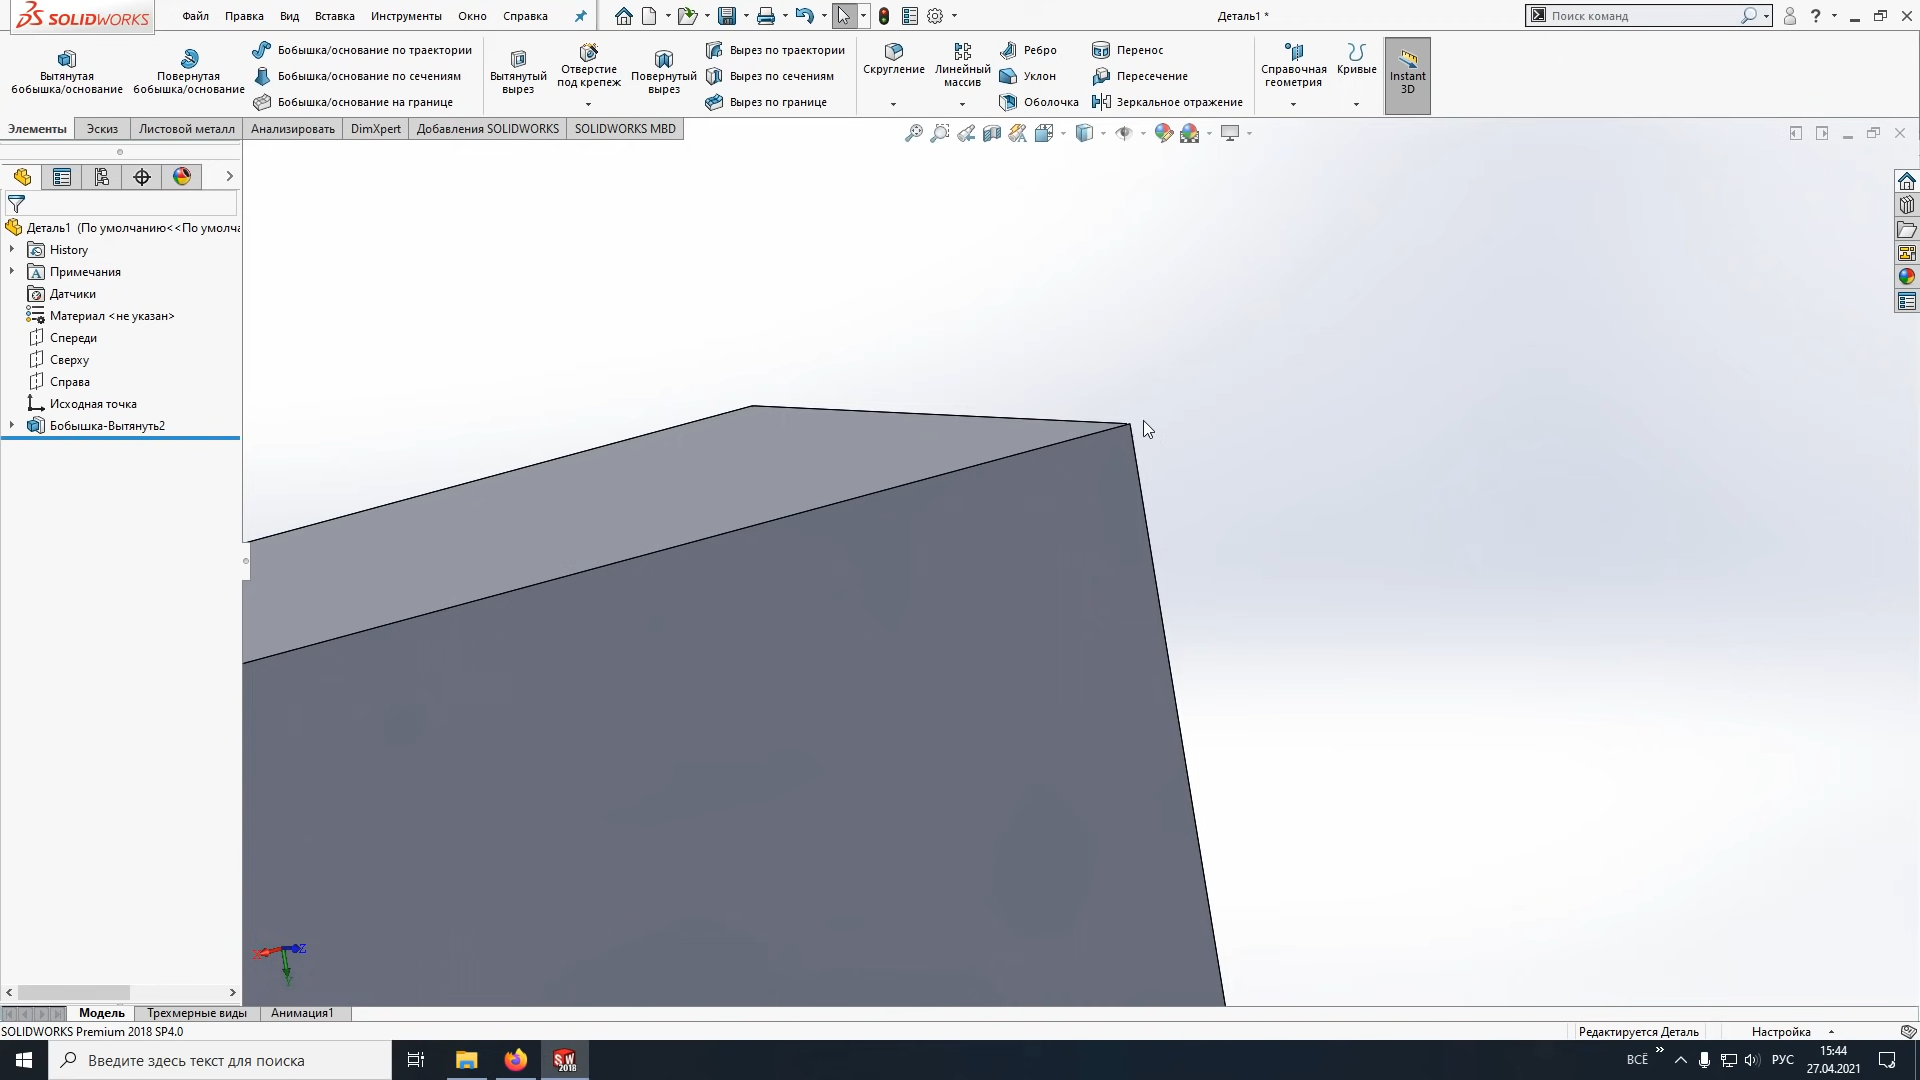 SOLIDWORKS
Файл Правка Вид Вставка Инструменты Окно Справка
Деталь1 *
Поиск команд
Вытянутая бобышка/основание
Повернутая бобышка/основание
Бобышка/основание по траектории
Бобышка/основание по сечениям
Бобышка/основание на границе
Вытянутый вырез
Отверстие под крепеж
Повернутый вырез
Вырез по траектории
Вырез по сечениям
Вырез по границе
Скругление
Линейный массив
Ребро
Уклон
Оболочка
Перенос
Пересечение
Зеркальное отражение
Справочная геометрия
Кривые
Instant 3D
Элементы Эскиз Листовой металл Анализировать DimXpert Добавления SOLIDWORKS SOLIDWORKS MBD
Деталь1 (По умолчанию<<По умолча
History
Примечания
Датчики
Материал <не указан>
Спереди
Сверху
Справа
Исходная точка
Бобышка-Вытянуть2
X Z
Y
Модель Трехмерные виды Анимация1
SOLIDWORKS Premium 2018 SP4.0
Редактируется Деталь Настройка
Введите здесь текст для поиска
SW 2018
ВСЁ
РУС
15:44
27.04.2021